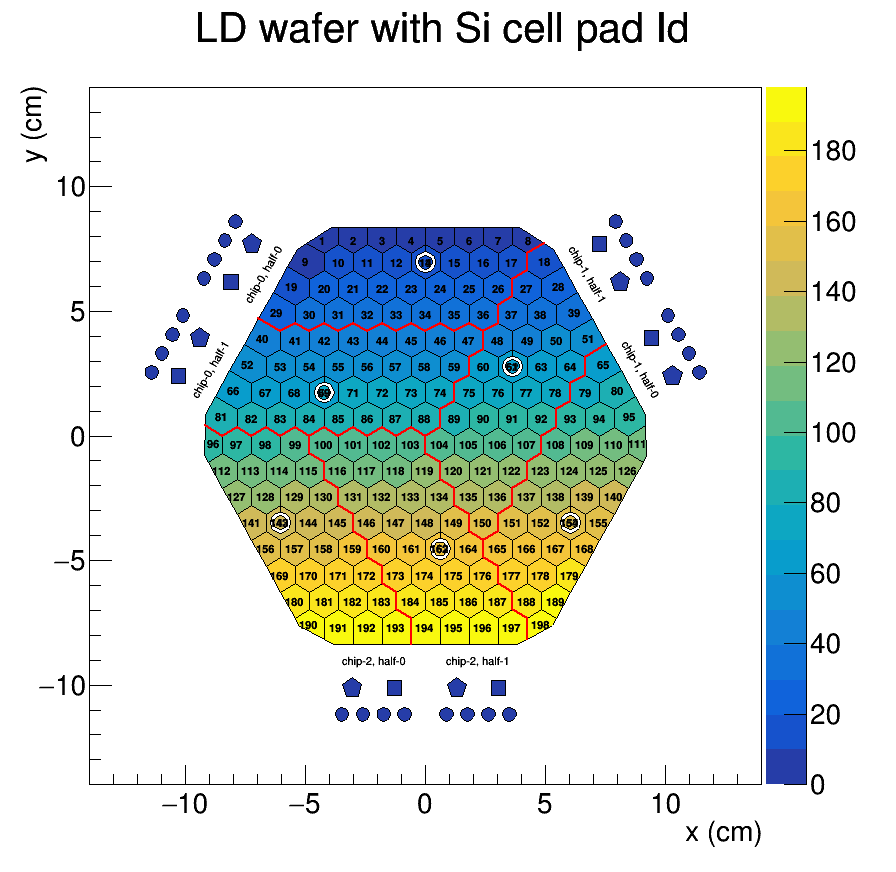 LD wafer with Si cell pad Id
y (cm)
10
5
0
−5
−10
−10 −5 0 5 10
x (cm)
180
160
140
120
100
80
60
40
20
0
chip-0, half-0
chip-0, half-1
chip-1, half-1
chip-1, half-0
1 2 3 4 5 6 7 8
9 10 11 12 15 16 17 18
19 20 21 22 23 24 25 26 27 28
29 30 31 32 33 34 35 36 37 38 39
40 41 42 43 44 45 46 47 48 49 50 51
52 53 54 55 56 57 58 59 60 61 63 64 65
66 67 68 69 71 72 73 74 75 76 77 78 79 80
81 82 83 84 85 86 87 88 89 90 91 92 93 94 95
96 97 98 99 100 101 102 103 104 105 106 107 108 109 110 111
112 113 114 115 116 117 118 119 120 121 122 123 124 125 126
127 128 129 130 131 132 133 134 135 136 137 138 139 140
141 142 144 145 146 147 148 149 150 151 152 155
156 157 158 159 160 161 162 164 165 166 167 168
169 170 171 172 173 174 175 176 177 178 179
180 181 182 183 184 185 186 187 188 189
190 191 192 193 194 195 196 197 198
chip-2, half-0
chip-2, half-1